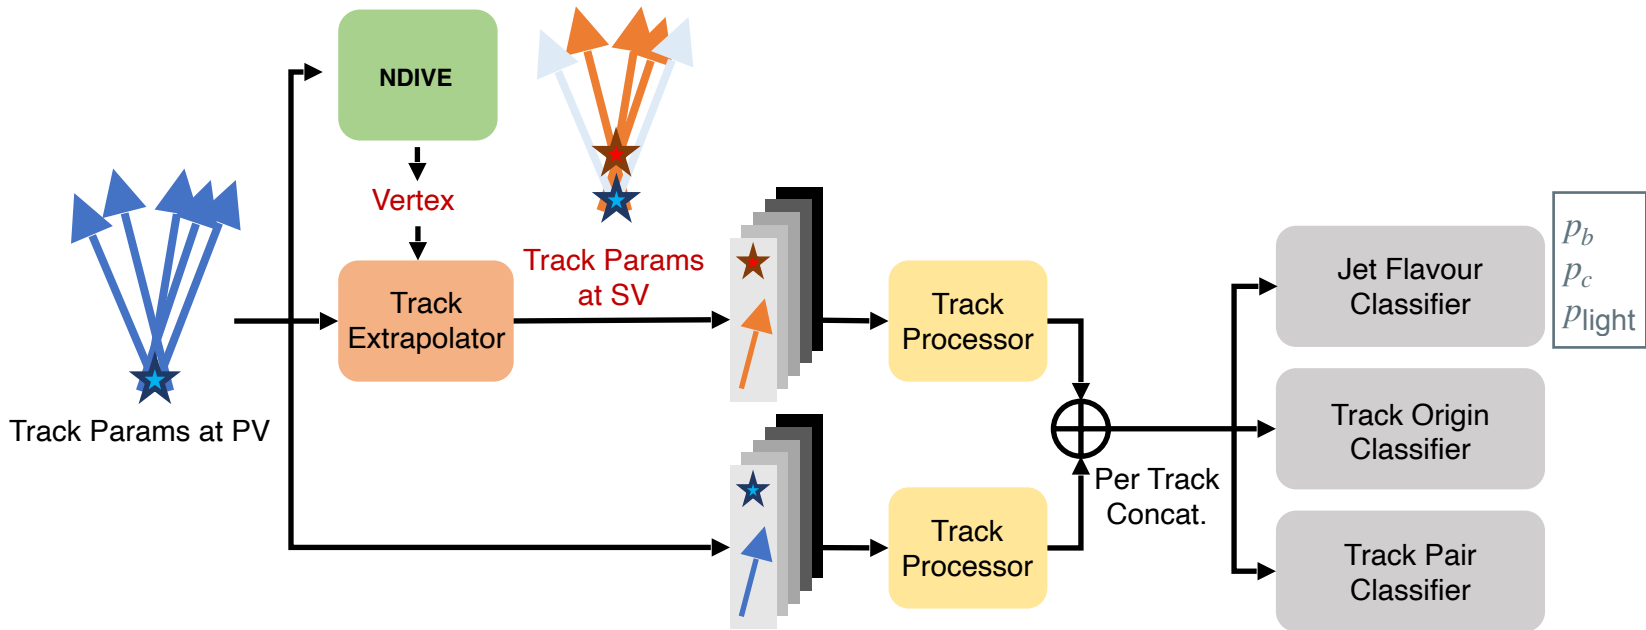 NDIVE
Vertex
Track Params at PV
Track
Extrapolator
Track Params
at SV
Track
Processor
Track
Processor
Per Track
Concat.
Jet Flavour
Classifier
p_b
p_c
p_light
Track Origin
Classifier
Track Pair
Classifier